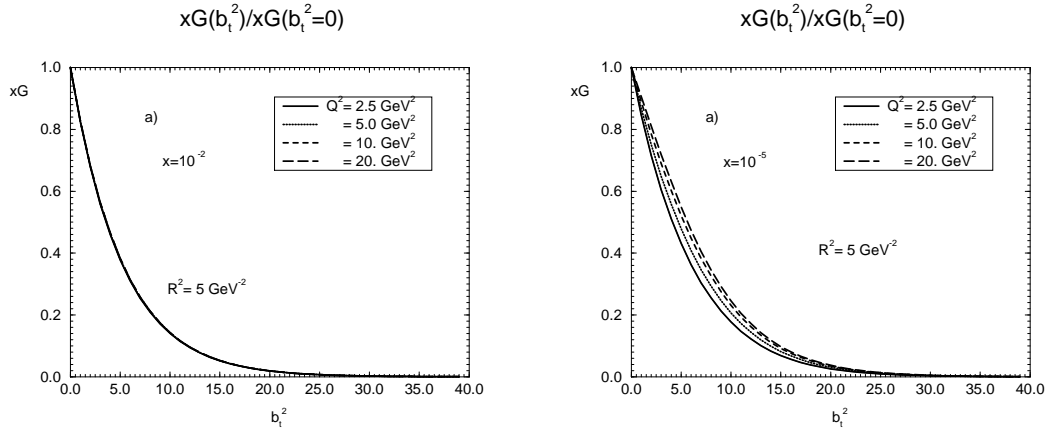 xG(b_t^2)/xG(b_t^2=0)
1.0
xG
0.8
0.6
0.4
0.2
0.0
a)
x=10^-2
Q^2= 2.5 GeV^2
= 5.0 GeV^2
= 10. GeV^2
= 20. GeV^2
R^2= 5 GeV^-2
0.0 5.0 10.0 15.0 20.0 25.0 30.0 35.0 40.0
b_t^2
xG(b_t^2)/xG(b_t^2=0)
1.0
xG
0.8
0.6
0.4
0.2
0.0
a)
x=10^-5
Q^2= 2.5 GeV^2
= 5.0 GeV^2
= 10. GeV^2
= 20. GeV^2
R^2= 5 GeV^-2
0.0 5.0 10.0 15.0 20.0 25.0 30.0 35.0 40.0
b_t^2